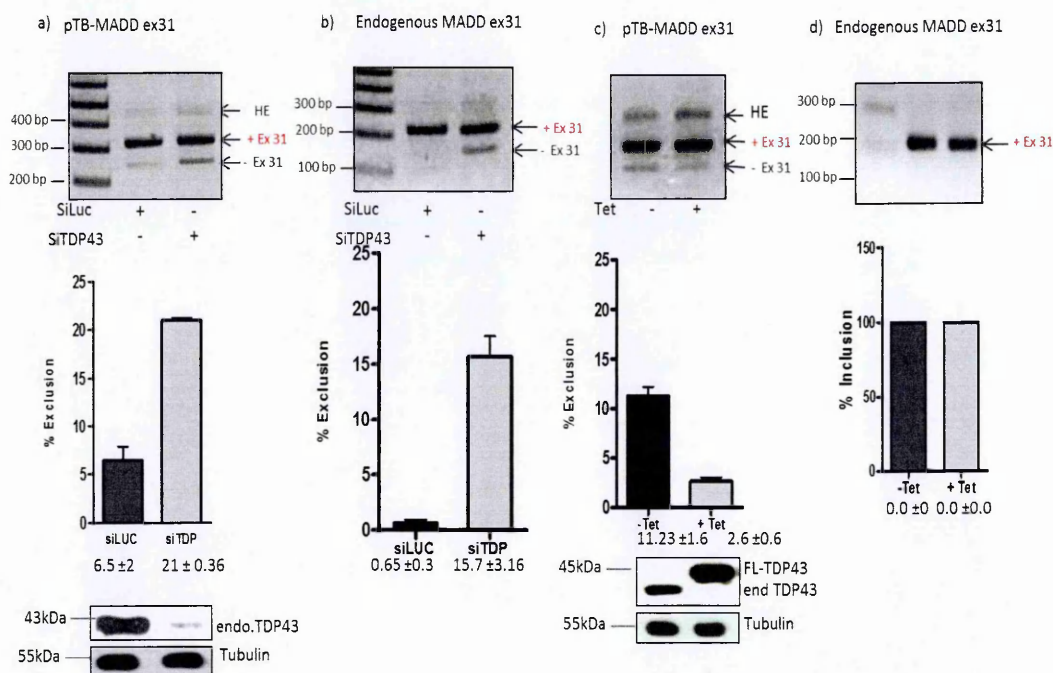 a) pTB-MADD ex31
400 bp
300 bp
200 bp
HE
+ Ex 31
- Ex 31
SiLuc + -
SiTDP43 - +
% Exclusion
25
20
15
10
5
0
siLUC siTDP
6.5 ±2 21 ± 0.36
43kDa
endo.TDP43
55kDa
Tubulin
b) Endogenous MADD ex31
300 bp
200 bp
100 bp
+ Ex 31
- Ex 31
+ -
- +
% Exclusion
25
20
15
10
5
0
siLUC siTDP
0.65 ±0.3 15.7 ±3.16
c) pTB-MADD ex31
HE
+ Ex 31
- Ex 31
Tet - +
% Exclusion
25
20
15
10
5
0
-Tet + Tet
11.23 ±1.6 2.6 ±0.6
45kDa
FL-TDP43
end TDP43
55kDa
Tubulin
d) Endogenous MADD ex31
300 bp
200 bp
100 bp
+ Ex 31
% Inclusion
150
100
50
0
-Tet + Tet
0.0 ±0 0.0 ±0.0